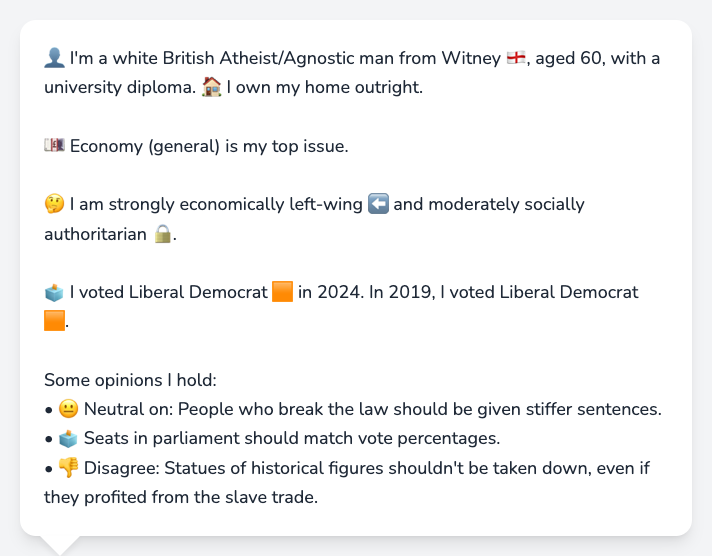 👤 I'm a white British Atheist/Agnostic man from Witney 🏴󠁧󠁢󠁥󠁮󠁧󠁿, aged 60, with a
university diploma. 🏠 I own my home outright.
💷 Economy (general) is my top issue.
🤔 I am strongly economically left-wing ⬅️ and moderately socially
authoritarian 🔒.
🗳️ I voted Liberal Democrat 🟧 in 2024. In 2019, I voted Liberal Democrat
🟧.
Some opinions I hold:
• 😐 Neutral on: People who break the law should be given stiffer sentences.
• 🗳️ Seats in parliament should match vote percentages.
• 👎 Disagree: Statues of historical figures shouldn't be taken down, even if
they profited from the slave trade.